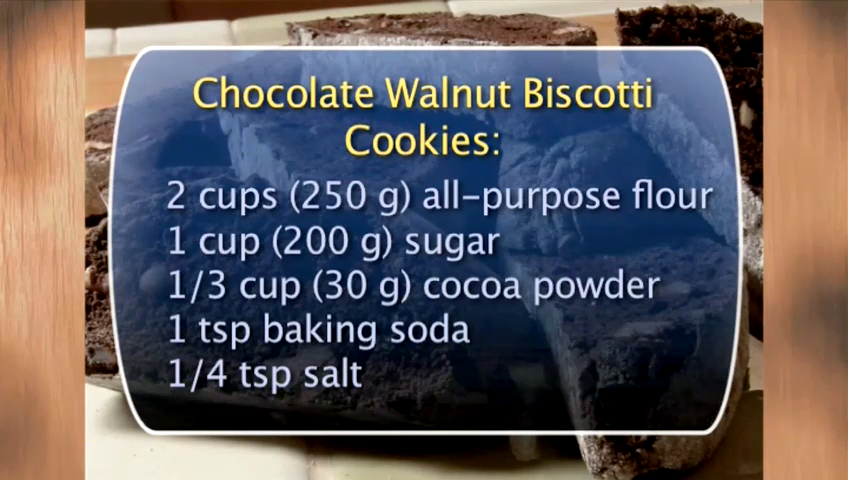 Chocolate Walnut Biscotti
Cookies:
2 cups (250 g) all-purpose flour
1 cup (200 g) sugar
1/3 cup (30 g) cocoa powder
1 tsp baking soda
1/4 tsp salt